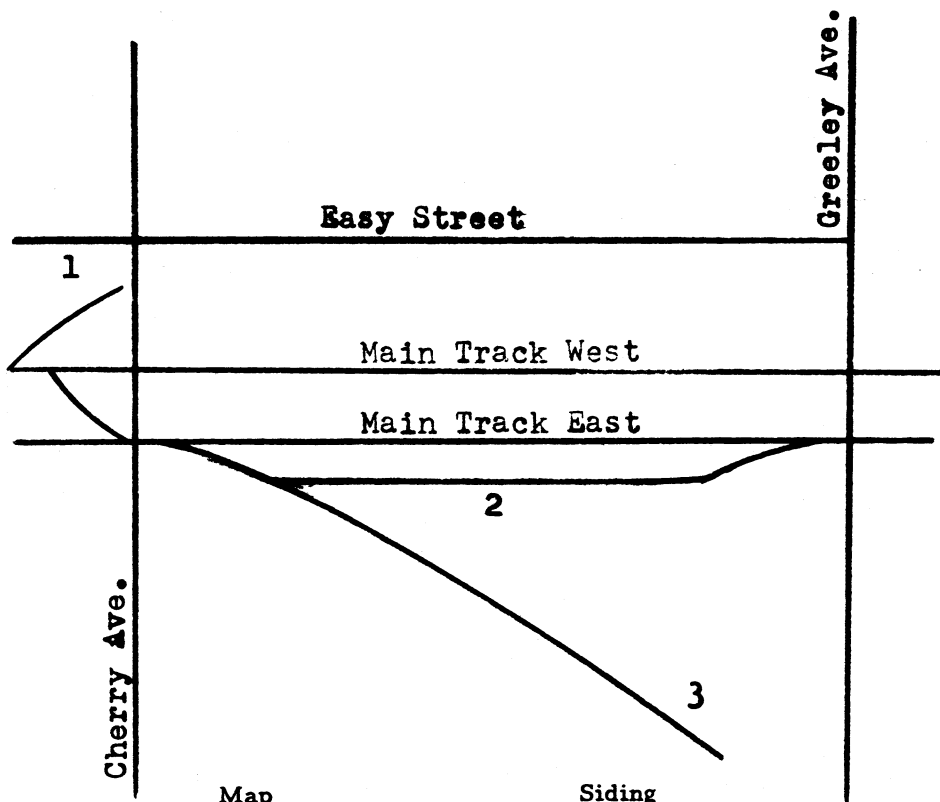 Greeley Ave.
Easy Street
1
Main Track West
Main Track East
2
Cherry Ave.
3
Map Siding